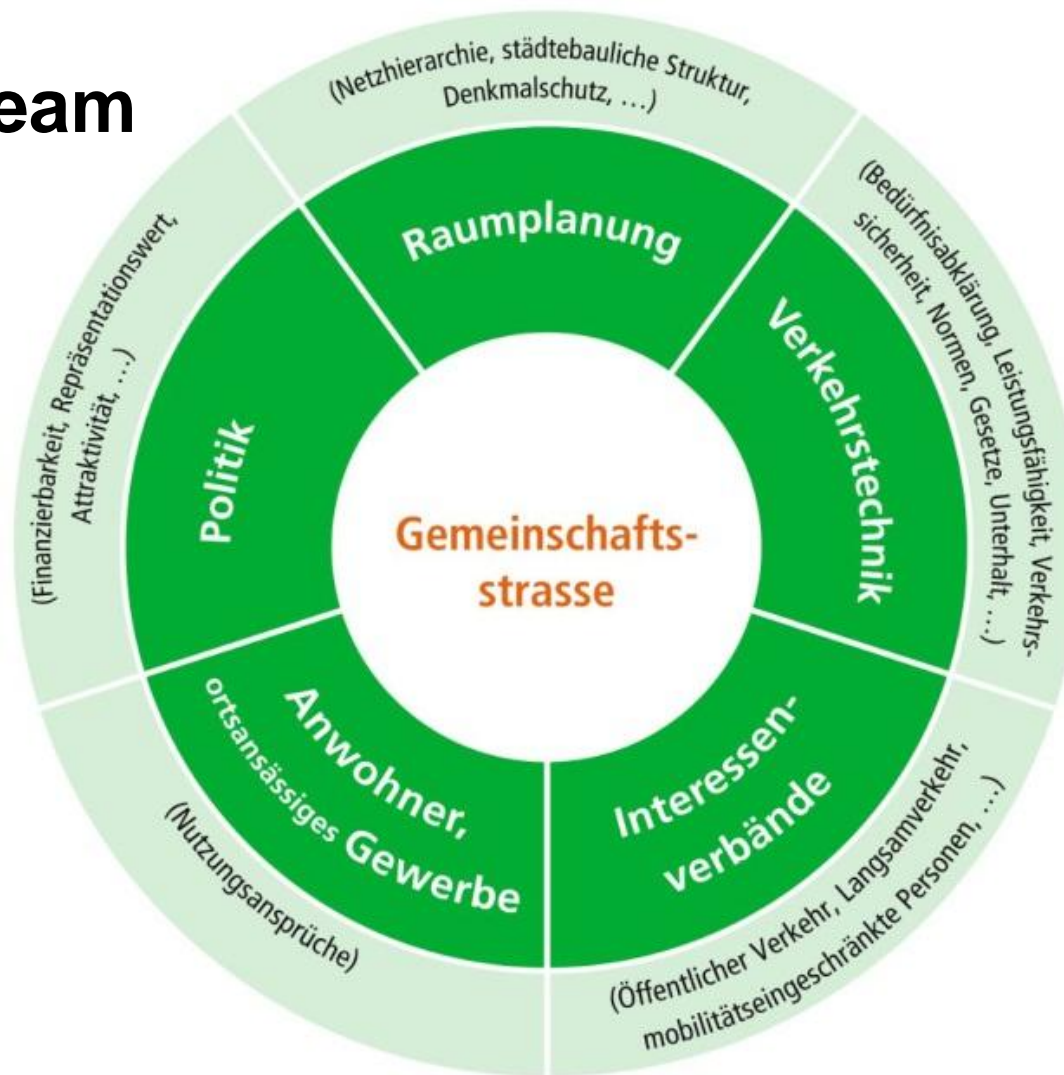 eam
(Netzhierarchie, städtebauliche Struktur,
Denkmalschutz, …)
Raumplanung
(Bedürfnisabklärung, Leistungsfähigkeit, Verkehrs-
sicherheit, Normen, Gesetze, Unterhalt, …)
Verkehrstechnik
(Finanzierbarkeit, Repräsentationswert,
Attraktivität, …)
Politik
Gemeinschafts-
strasse
Anwohner,
ortsansässiges Gewerbe
(Nutzungsansprüche)
Interessen-
verbände
(Öffentlicher Verkehr, Langsamverkehr,
mobilitätseingeschränkte Personen, …)